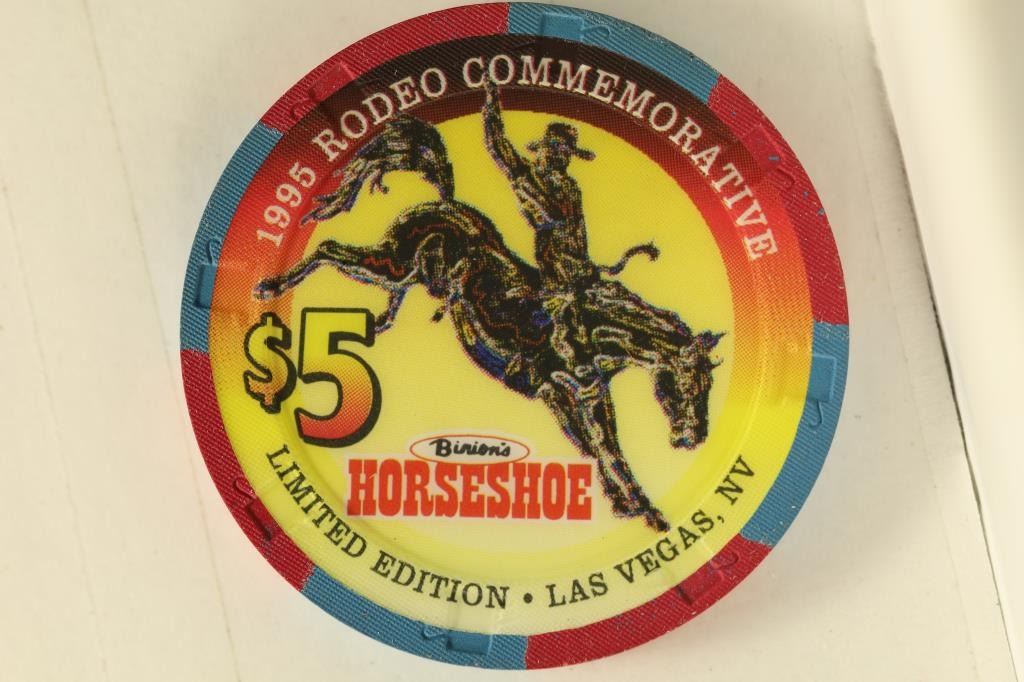 1995 RODEO COMMEMORATIVE
$5
Binion's
HORSESHOE
LIMITED EDITION • LAS VEGAS, NV